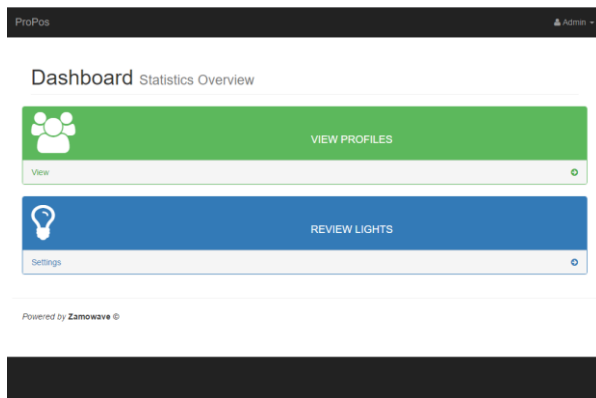 ProPos
Admin
Dashboard Statistics Overview
VIEW PROFILES
View
REVIEW LIGHTS
Settings
Powered by Zamowave ©